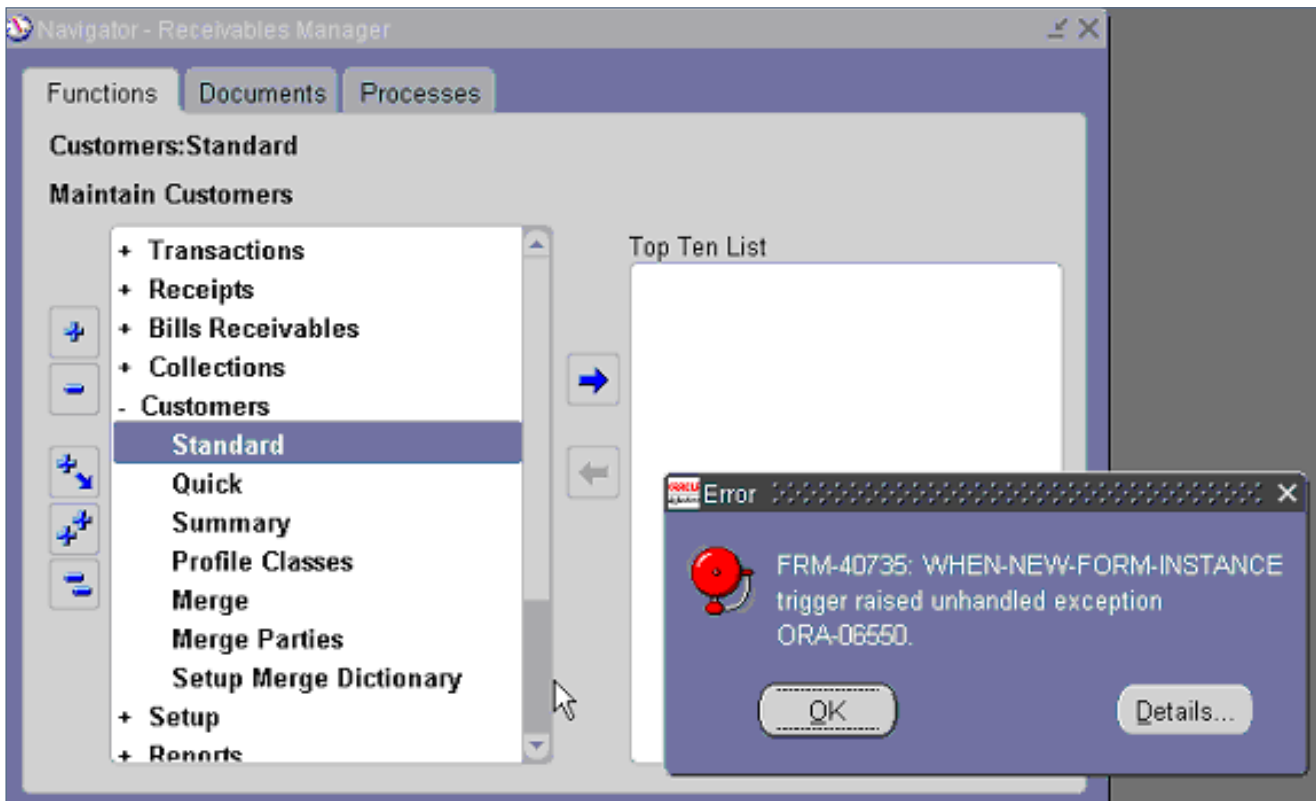 Navigator - Receivables Manager
Functions
Documents
Processes
Customers:Standard
Maintain Customers
+ Transactions
+ Receipts
+ Bills Receivables
+ Collections
- Customers
Standard
Quick
Summary
Profile Classes
Merge
Merge Parties
Setup Merge Dictionary
+ Setup
+ Reports
Top Ten List
Error
FRM-40735: WHEN-NEW-FORM-INSTANCE
trigger raised unhandled exception
ORA-06550.
OK
Details...